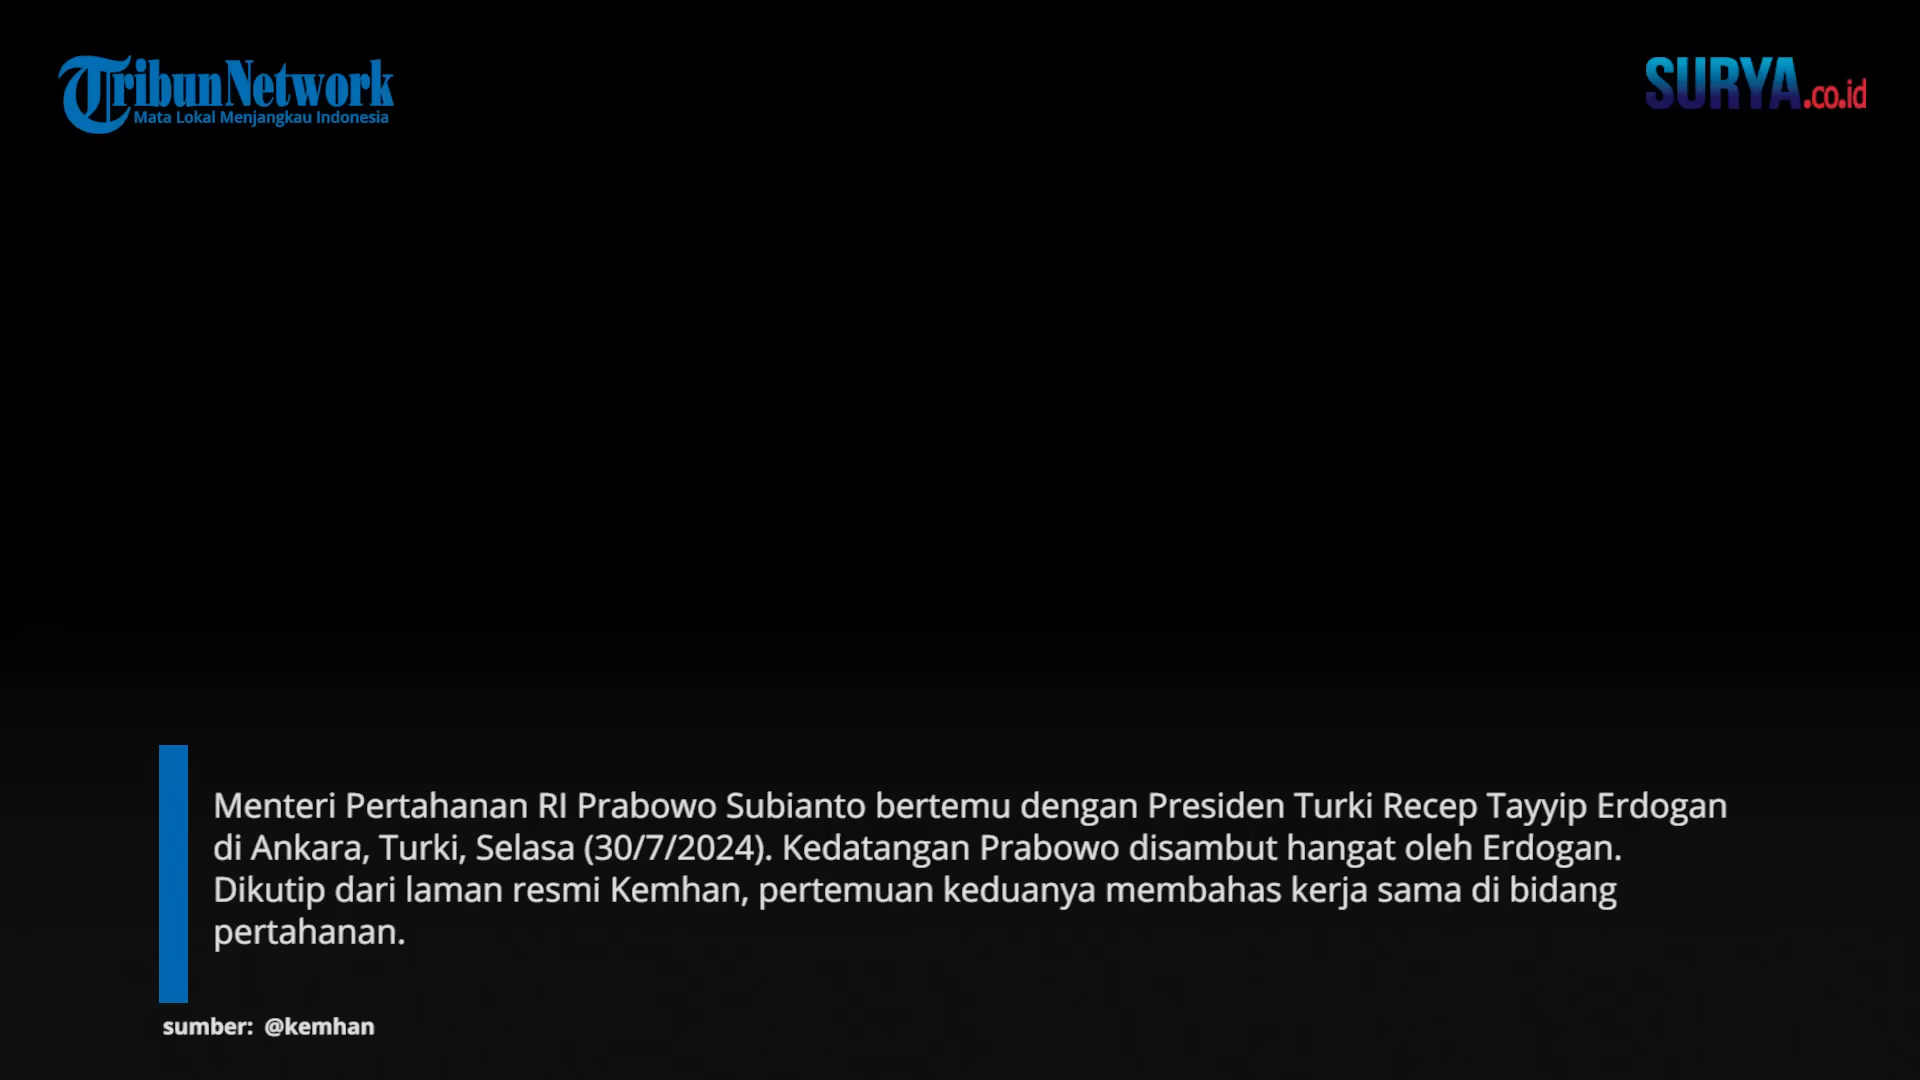 TribunNetwork
Mata Lokal Menjangkau Indonesia
SURYA.co.id
Menteri Pertahanan RI Prabowo Subianto bertemu dengan Presiden Turki Recep Tayyip Erdogan
di Ankara, Turki, Selasa (30/7/2024). Kedatangan Prabowo disambut hangat oleh Erdogan.
Dikutip dari laman resmi Kemhan, pertemuan keduanya membahas kerja sama di bidang
pertahanan.
sumber: @kemhan